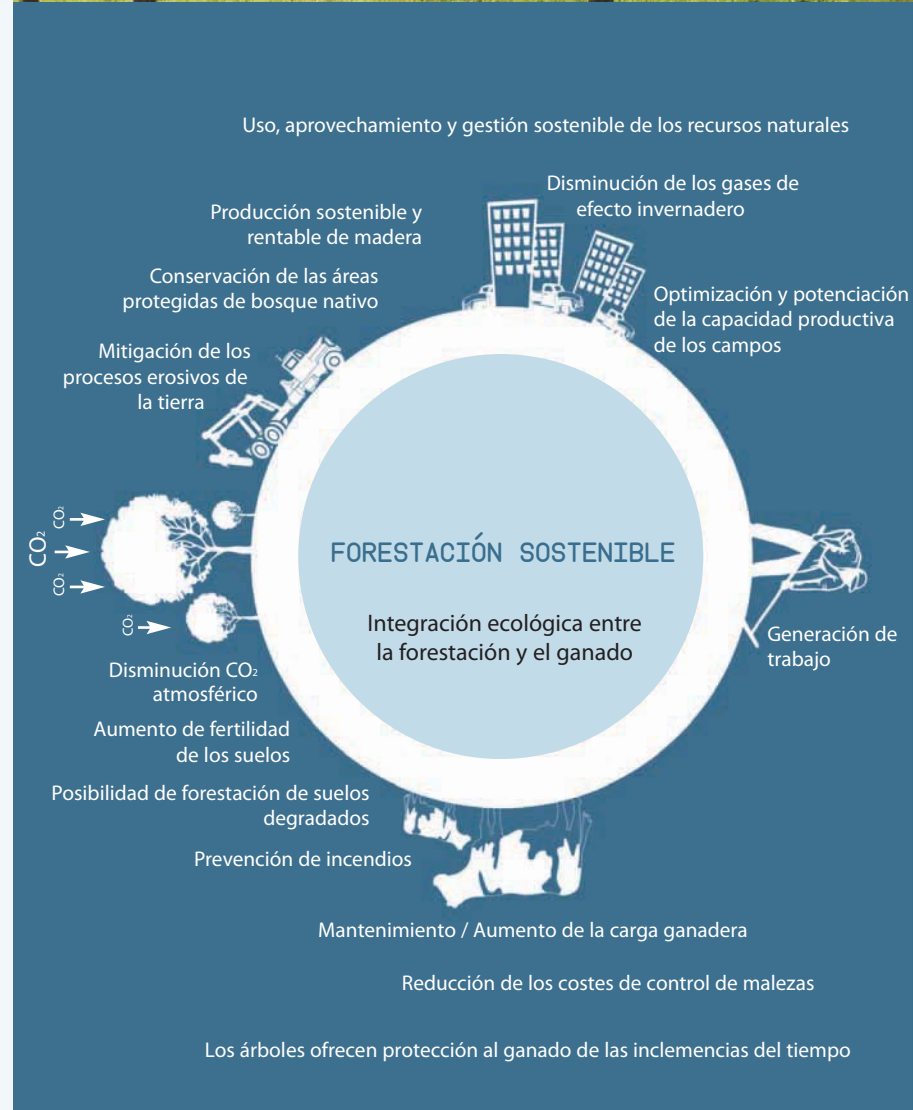 Uso, aprovechamiento y gestión sostenible de los recursos naturales
Disminución de los gases de
efecto invernadero
Producción sostenible y
rentable de madera
Conservación de las áreas
protegidas de bosque nativo
Optimización y potenciación
de la capacidad productiva
de los campos
Mitigación de los
procesos erosivos de
la tierra
CO₂
CO₂
CO₂
CO₂
FORESTACIÓN SOSTENIBLE
Integración ecológica entre
la forestación y el ganado
Generación de
trabajo
Disminución CO₂
atmosférico
Aumento de fertilidad
de los suelos
Posibilidad de forestación de suelos
degradados
Prevención de incendios
Mantenimiento / Aumento de la carga ganadera
Reducción de los costes de control de malezas
Los árboles ofrecen protección al ganado de las inclemencias del tiempo